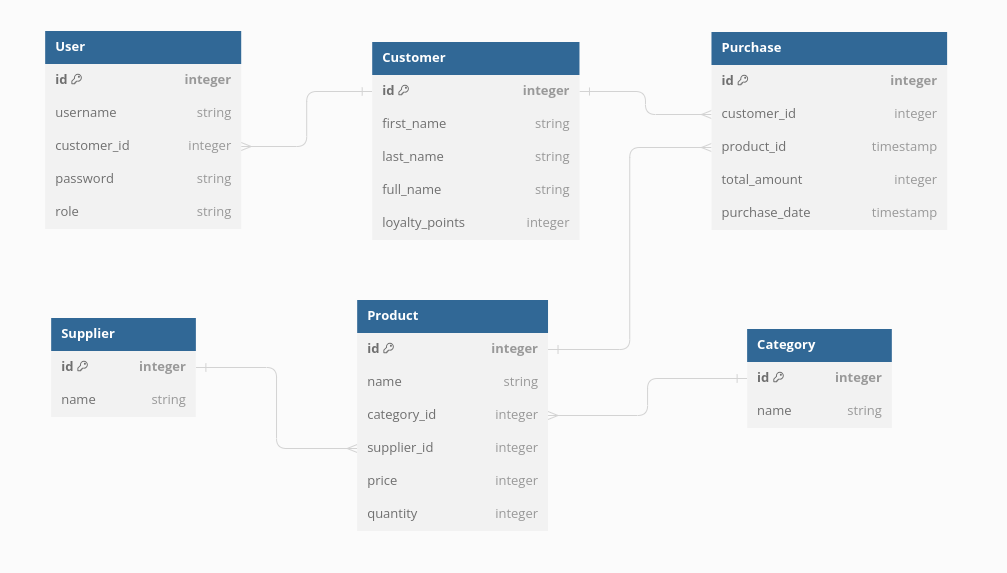 User
id integer
username string
customer_id integer
password string
role string
Customer
id integer
first_name string
last_name string
full_name string
loyalty_points integer
Purchase
id integer
customer_id integer
product_id timestamp
total_amount integer
purchase_date timestamp
Supplier
id integer
name string
Product
id integer
name string
category_id integer
supplier_id integer
price integer
quantity integer
Category
id integer
name string